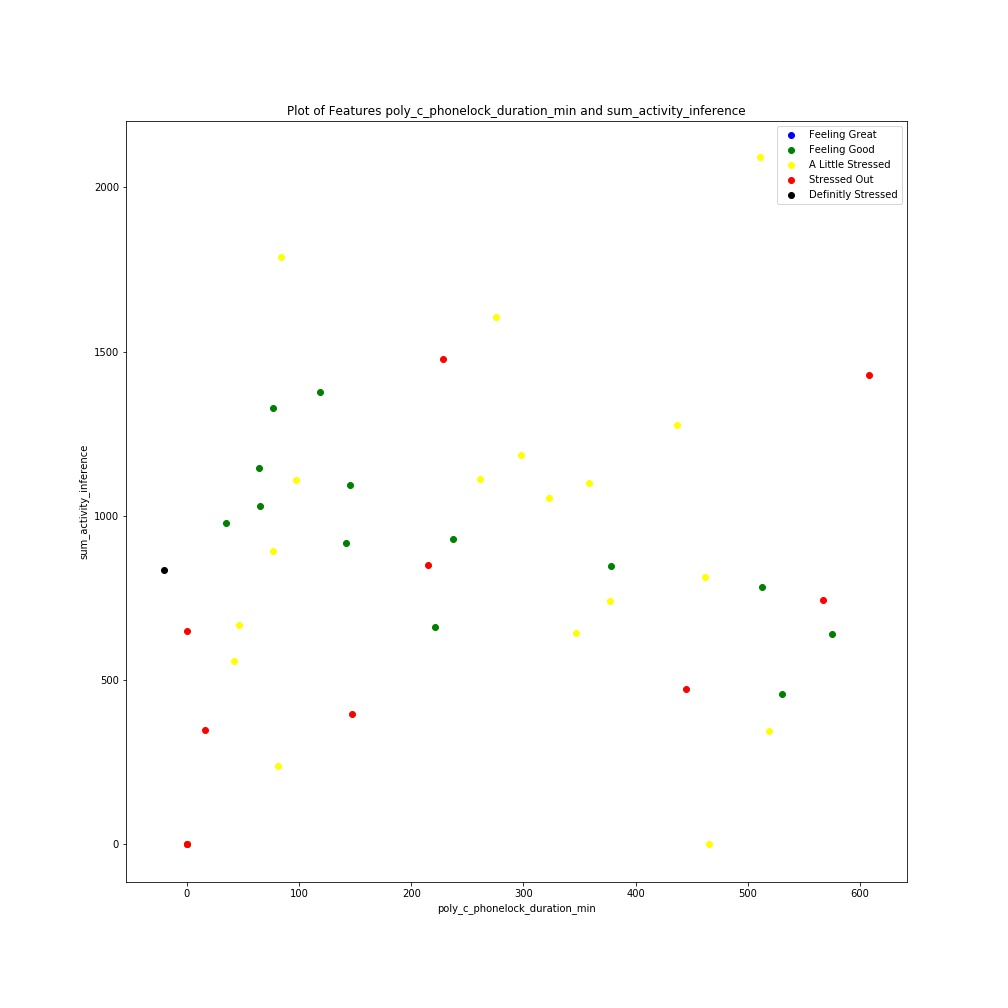 Plot of Features poly_c_phonelock_duration_min and sum_activity_inference
Feeling Great
Feeling Good
A Little Stressed
Stressed Out
Definitly Stressed
sum_activity_inference
2000
1500
1000
500
0
0 100 200 300 400 500 600
poly_c_phonelock_duration_min